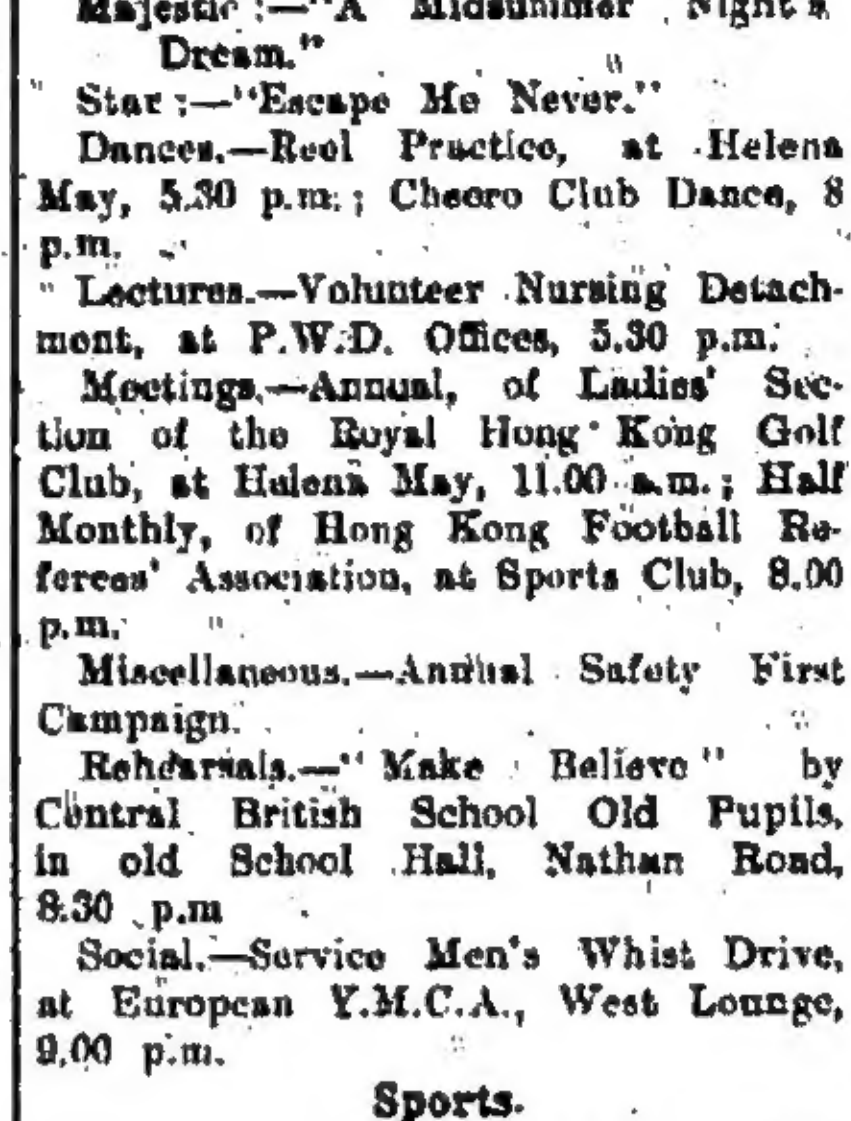 Majestic :—"A Midsummer Night's
Dream."
Star :—"Escape Me Never."
Dances.—Reel Practice, at Helena
May, 5.30 p.m.; Cheero Club Dance, 8
p.m.
Lectures.—Volunteer Nursing Detach-
ment, at P.W.D. Offices, 5.30 p.m.
Meetings.—Annual, of Ladies' Sec-
tion of the Royal Hong Kong Golf
Club, at Helena May, 11.00 a.m.; Half
Monthly, of Hong Kong Football Re-
ferees' Association, at Sports Club, 8.00
p.m.
Miscellaneous.—Annual Safety First
Campaign.
Rehearsals.—"Make Believe" by
Central British School Old Pupils,
in old School Hall, Nathan Road,
8.30 p.m
Social.—Service Men's Whist Drive,
at European Y.M.C.A., West Lounge,
9.00 p.m.
Sports.